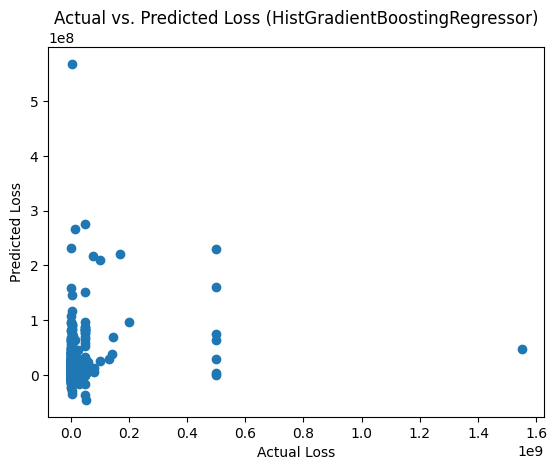 Actual vs. Predicted Loss (HistGradientBoostingRegressor)
1e8
5
4
3
2
1
0
Predicted Loss
0.0 0.2 0.4 0.6 0.8 1.0 1.2 1.4 1.6
1e9
Actual Loss